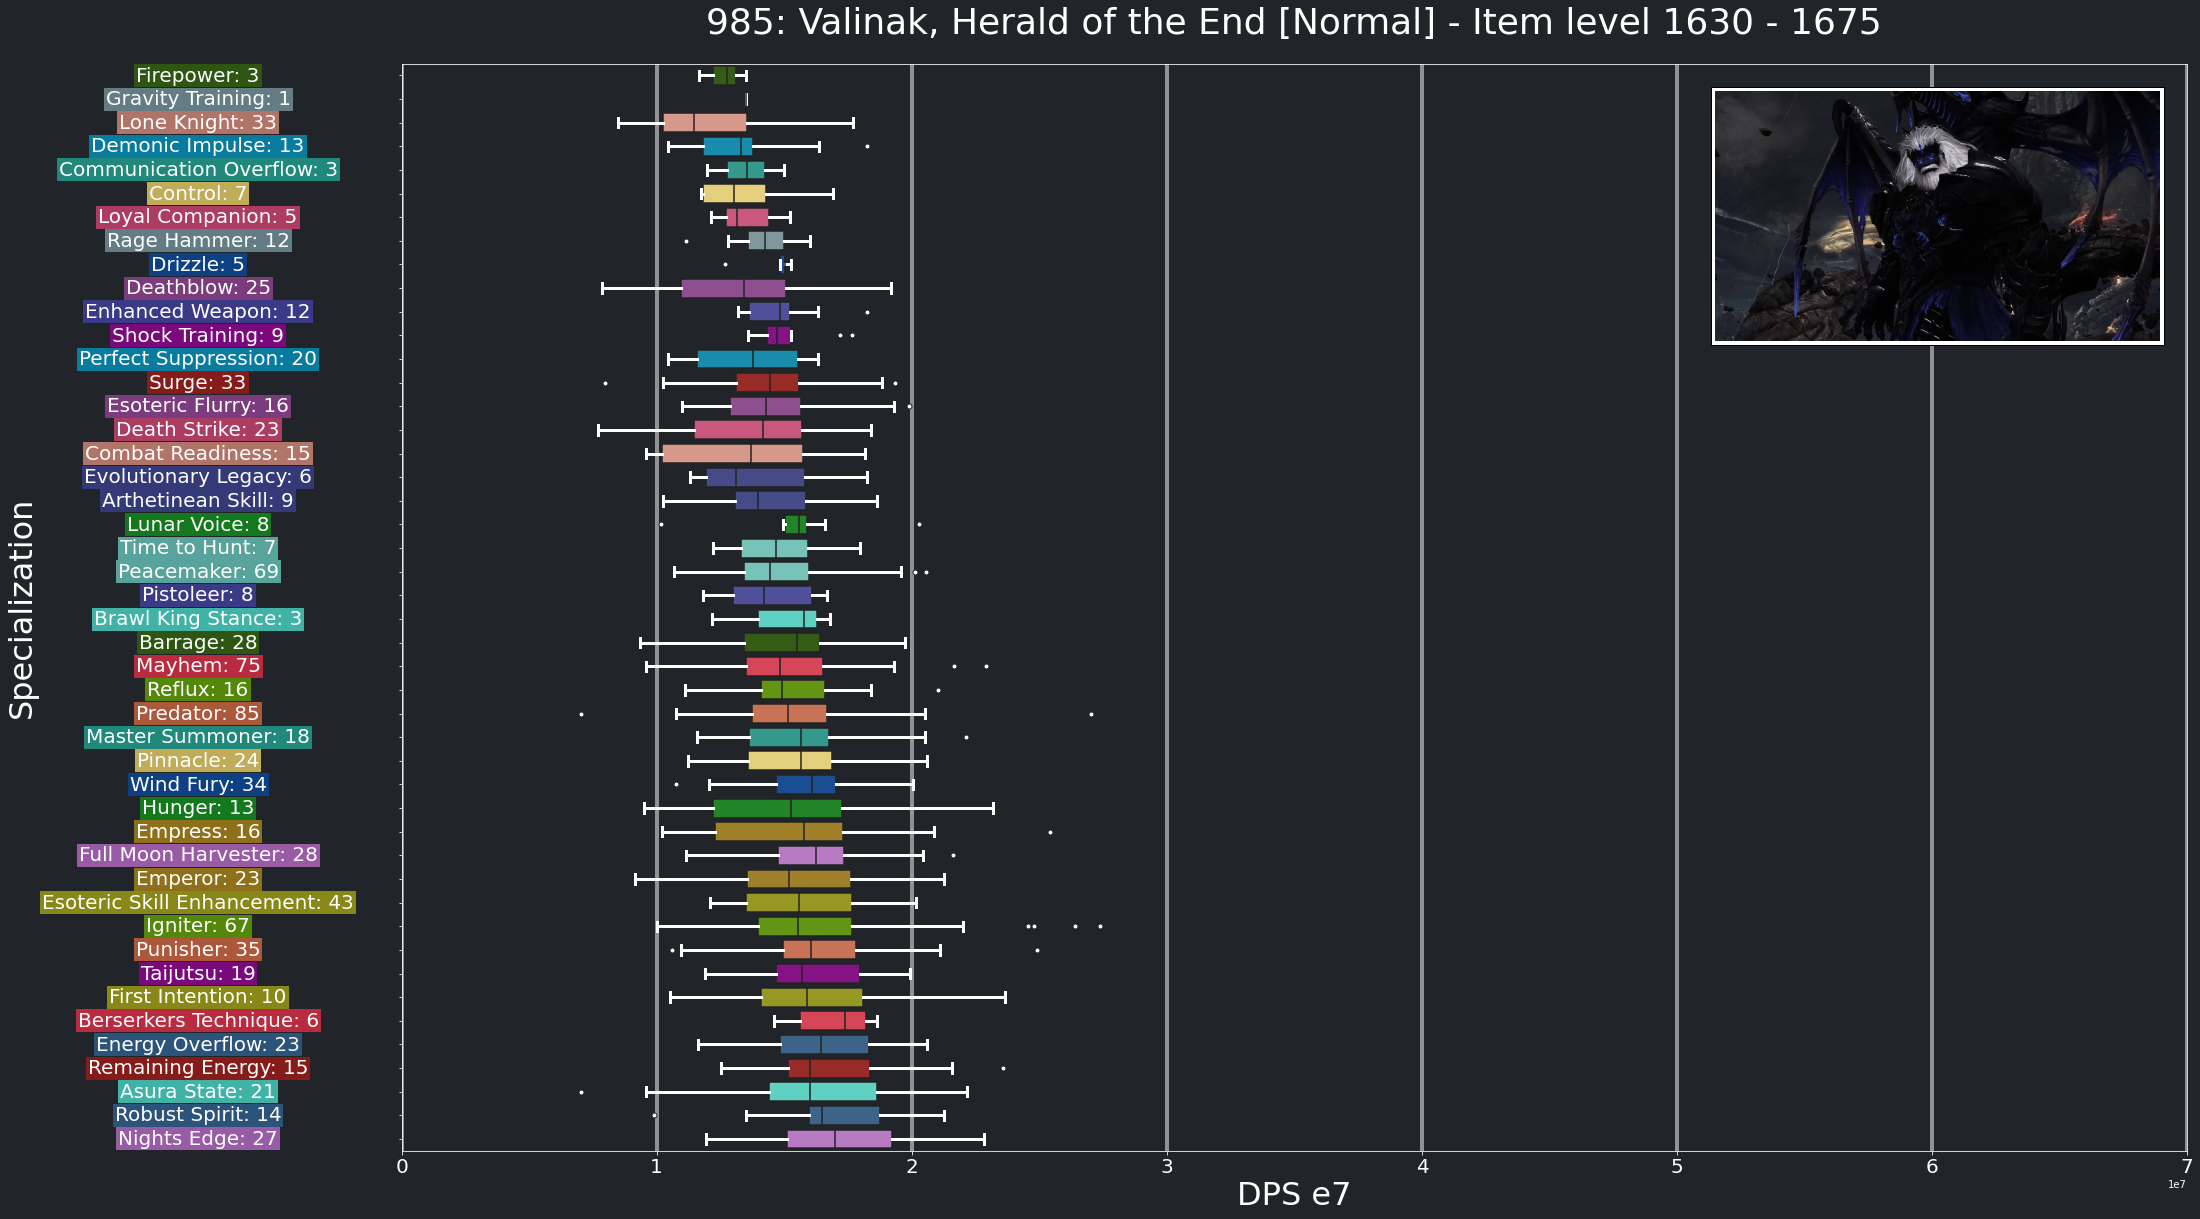 985: Valinak, Herald of the End [Normal] - Item level 1630 - 1675
Firepower: 3
Gravity Training: 1
Lone Knight: 33
Demonic Impulse: 13
Communication Overflow: 3
Control: 7
Loyal Companion: 5
Rage Hammer: 12
Drizzle: 5
Deathblow: 25
Enhanced Weapon: 12
Shock Training: 9
Perfect Suppression: 20
Surge: 33
Esoteric Flurry: 16
Death Strike: 23
Combat Readiness: 15
Evolutionary Legacy: 6
Arthetinean Skill: 9
Lunar Voice: 8
Time to Hunt: 7
Peacemaker: 69
Pistoleer: 8
Brawl King Stance: 3
Barrage: 28
Mayhem: 75
Reflux: 16
Predator: 85
Master Summoner: 18
Pinnacle: 24
Wind Fury: 34
Hunger: 13
Empress: 16
Full Moon Harvester: 28
Emperor: 23
Esoteric Skill Enhancement: 43
Igniter: 67
Punisher: 35
Taijutsu: 19
First Intention: 10
Berserkers Technique: 6
Energy Overflow: 23
Remaining Energy: 15
Asura State: 21
Robust Spirit: 14
Nights Edge: 27
Specialization
0 1 2 3 4 5 6 7
1e7
DPS e7